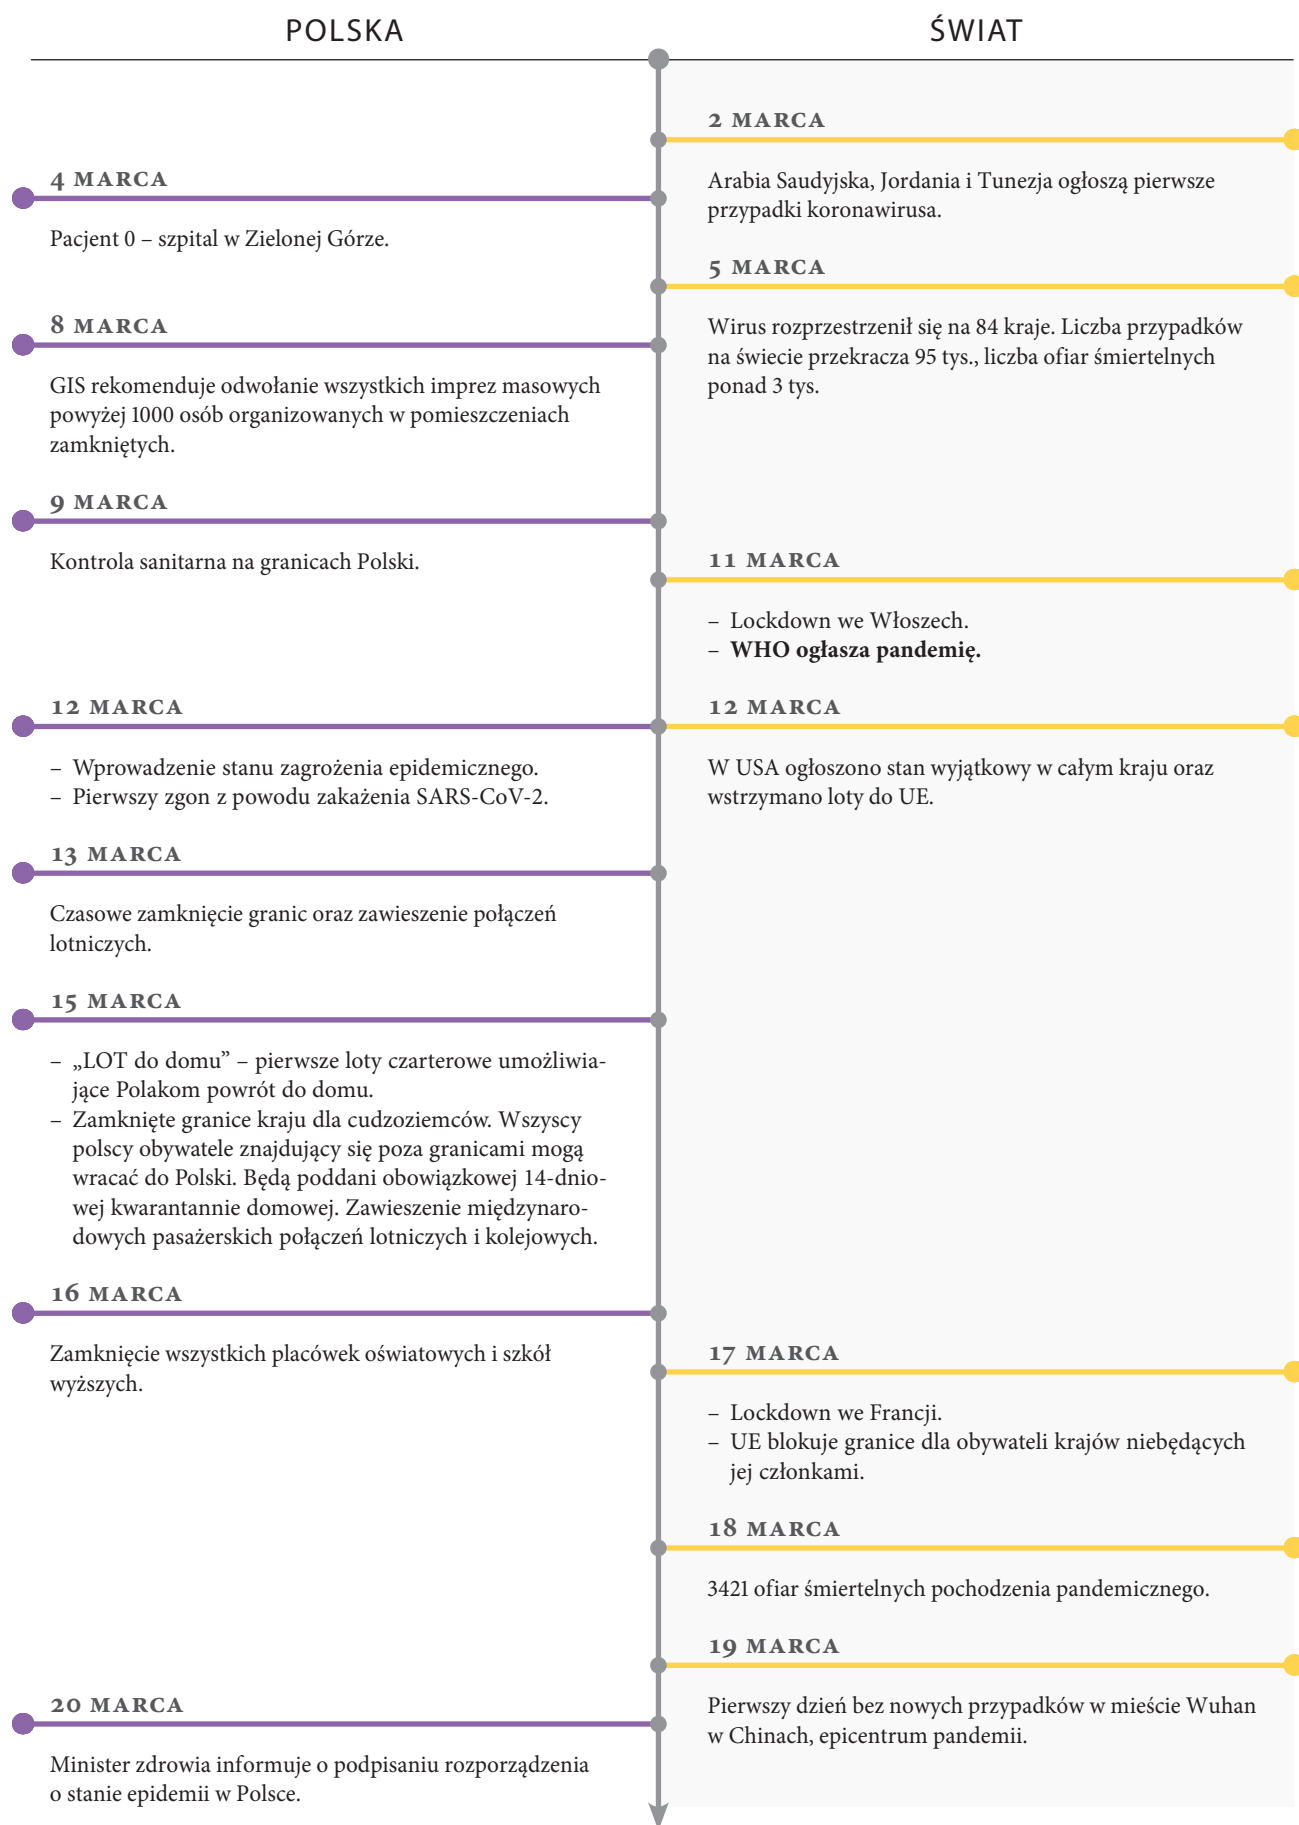 POLSKA
ŚWIAT
2 MARCA
Arabia Saudyjska, Jordania i Tunezja ogłoszą pierwsze
przypadki koronawirusa.
4 MARCA
Pacjent 0 – szpital w Zielonej Górze.
5 MARCA
Wirus rozprzestrzenił się na 84 kraje. Liczba przypadków
na świecie przekracza 95 tys., liczba ofiar śmiertelnych
ponad 3 tys.
8 MARCA
GIS rekomenduje odwołanie wszystkich imprez masowych
powyżej 1000 osób organizowanych w pomieszczeniach
zamkniętych.
9 MARCA
Kontrola sanitarna na granicach Polski.
11 MARCA
– Lockdown we Włoszech.
– WHO ogłasza pandemię.
12 MARCA
– Wprowadzenie stanu zagrożenia epidemicznego.
– Pierwszy zgon z powodu zakażenia SARS-CoV-2.
12 MARCA
W USA ogłoszono stan wyjątkowy w całym kraju oraz
wstrzymano loty do UE.
13 MARCA
Czasowe zamknięcie granic oraz zawieszenie połączeń
lotniczych.
15 MARCA
– „LOT do domu” – pierwsze loty czarterowe umożliwia-
jące Polakom powrót do domu.
– Zamknięte granice kraju dla cudzoziemców. Wszyscy
polscy obywatele znajdujący się poza granicami mogą
wracać do Polski. Będą poddani obowiązkowej 14-dnio-
wej kwarantannie domowej. Zawieszenie międzynaro-
dowych pasażerskich połączeń lotniczych i kolejowych.
16 MARCA
Zamknięcie wszystkich placówek oświatowych i szkół
wyższych.
17 MARCA
– Lockdown we Francji.
– UE blokuje granice dla obywateli krajów niebędących
jej członkami.
18 MARCA
3421 ofiar śmiertelnych pochodzenia pandemicznego.
19 MARCA
Pierwszy dzień bez nowych przypadków w mieście Wuhan
w Chinach, epicentrum pandemii.
20 MARCA
Minister zdrowia informuje o podpisaniu rozporządzenia
o stanie epidemii w Polsce.